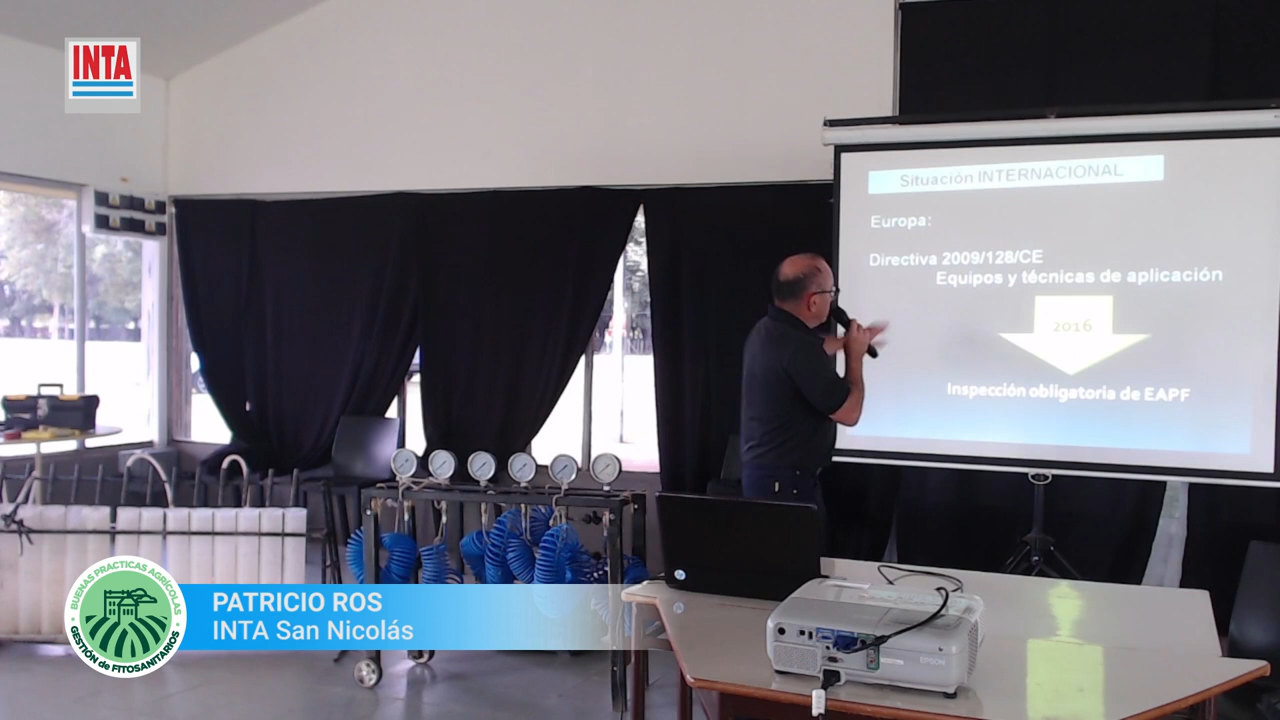 INTA
Situación INTERNACIONAL
Europa:
Directiva 2009/128/CE
Equipos y técnicas de aplicación
2016
Inspección obligatoria de EAPF
BUENAS PRACTICAS AGRÍCOLAS
GESTIÓN de FITOSANITARIOS
PATRICIO ROS
INTA San Nicolás
EPSON